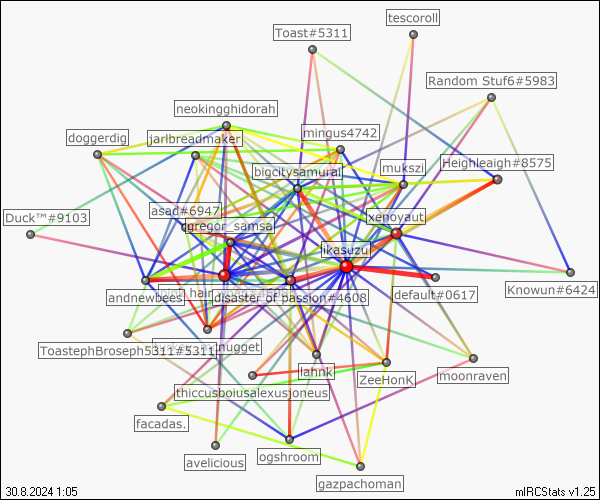 tescoroll
Toast#5311
Random Stuf6#5983
neokingghidorah
mingus4742
doggerdig
jarlbreadmaker
bigcitysamurai
mukszi
Heighleaigh#8575
asad#6947
Duck™#9103
xenoyaut
gregor_samsa
likasuzu
andnewbees
disaster of passion#4608
default#0617
Knowun#6424
ToastephBroseph5311#5311
nugget
lahnk
ZeeHonk
moonraven
thiccusboiusalexusjoneus
facadas.
ogshroom
avelicious
gazpachoman
30.8.2024 1:05
mIRCStats v1.25